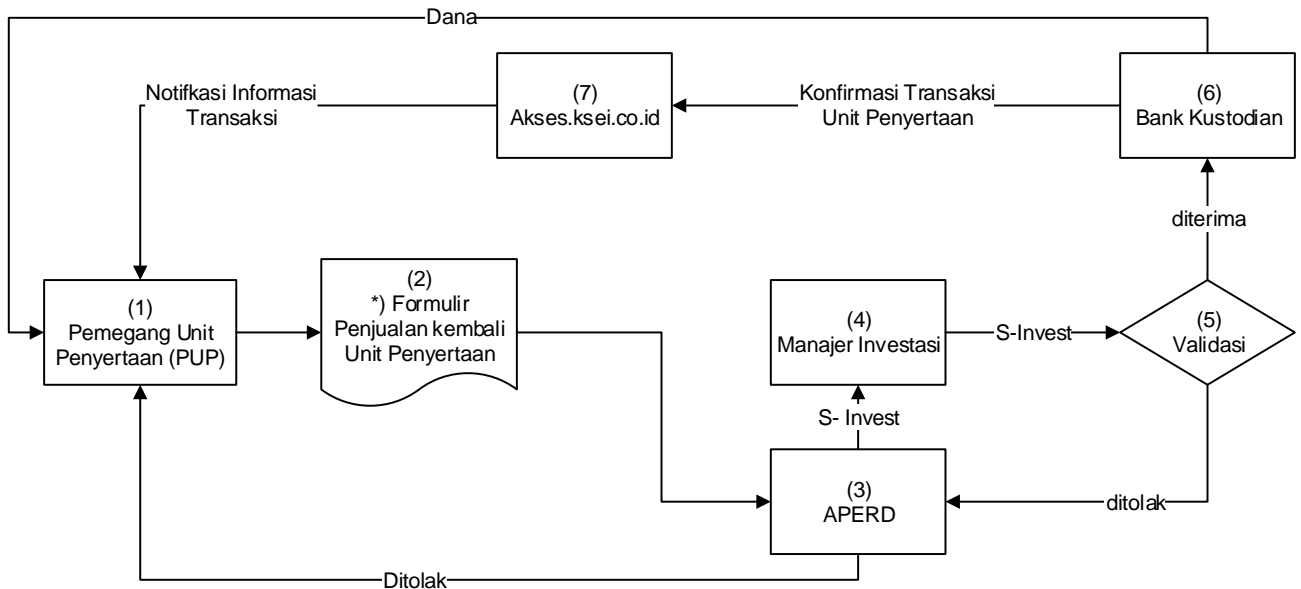 Dana
Notifkasi Informasi
Transaksi
(7)
Akses.ksei.co.id
Konfirmasi Transaksi
Unit Penyertaan
(6)
Bank Kustodian
diterima
(1)
Pemegang Unit
Penyertaan (PUP)
(2)
*) Formulir
Penjualan kembali
Unit Penyertaan
(4)
Manajer Investasi
S-Invest
(5)
Validasi
S- Invest
(3)
APERD
ditolak
Ditolak